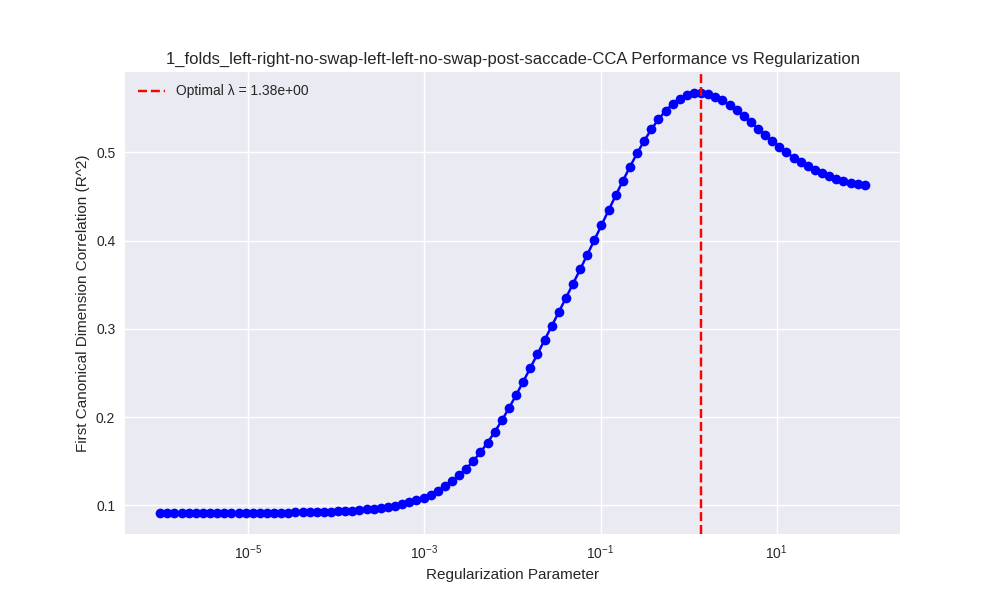 1_folds_left-right-no-swap-left-left-no-swap-post-saccade-CCA Performance vs Regularization
Optimal λ = 1.38e+00
First Canonical Dimension Correlation (R^2)
0.5
0.4
0.3
0.2
0.1
10⁻⁵ 10⁻³ 10⁻¹ 10¹
Regularization Parameter